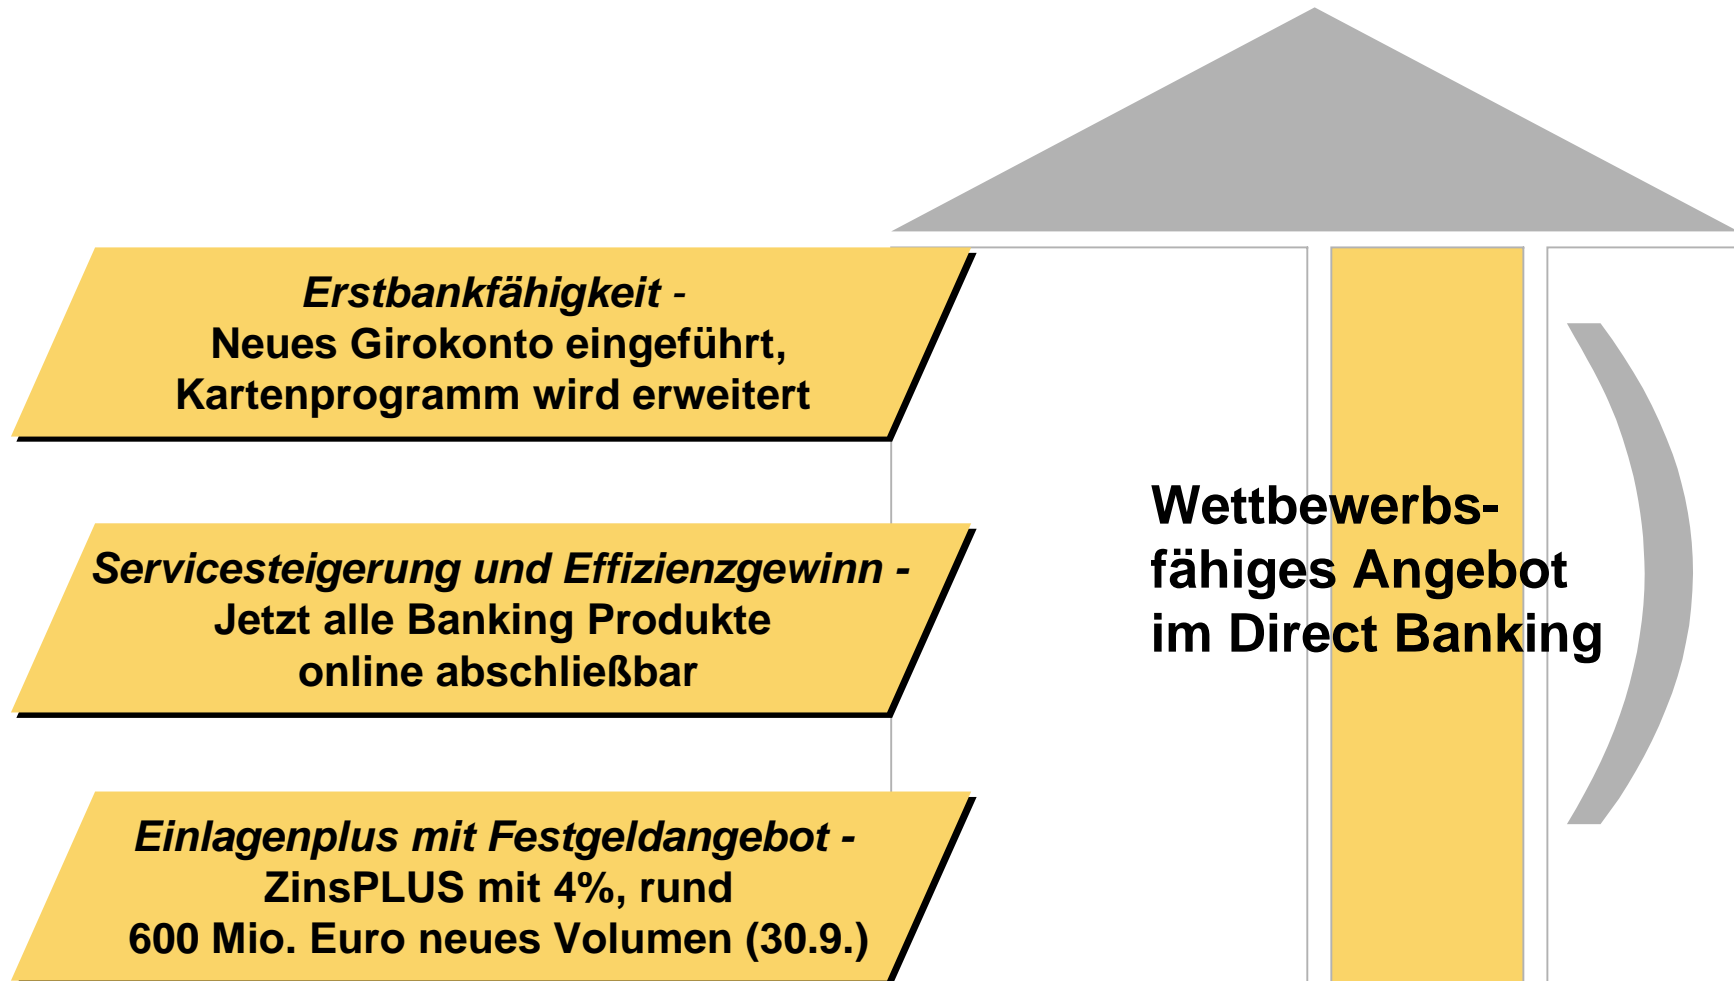 Erstbankfähigkeit -
Neues Girokonto eingeführt,
Kartenprogramm wird erweitert
Servicesteigerung und Effizienzgewinn -
Jetzt alle Banking Produkte
online abschließbar
Einlagenplus mit Festgeldangebot -
ZinsPLUS mit 4%, rund
600 Mio. Euro neues Volumen (30.9.)
Wettbewerbs-
fähiges Angebot
im Direct Banking